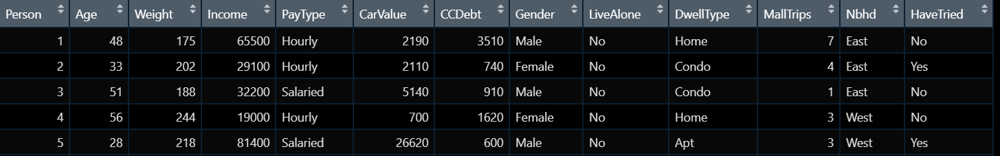 Person Age Weight Income PayType CarValue CCDebt Gender LiveAlone DwellType MallTrips Nbhd HaveTried
1 48 175 65500 Hourly 2190 3510 Male No Home 7 East No
2 33 202 29100 Hourly 2110 740 Female No Condo 4 East Yes
3 51 188 32200 Salaried 5140 910 Male No Condo 1 East No
4 56 244 19000 Hourly 700 1620 Female No Home 3 West No
5 28 218 81400 Salaried 26620 600 Male No Apt 3 West Yes